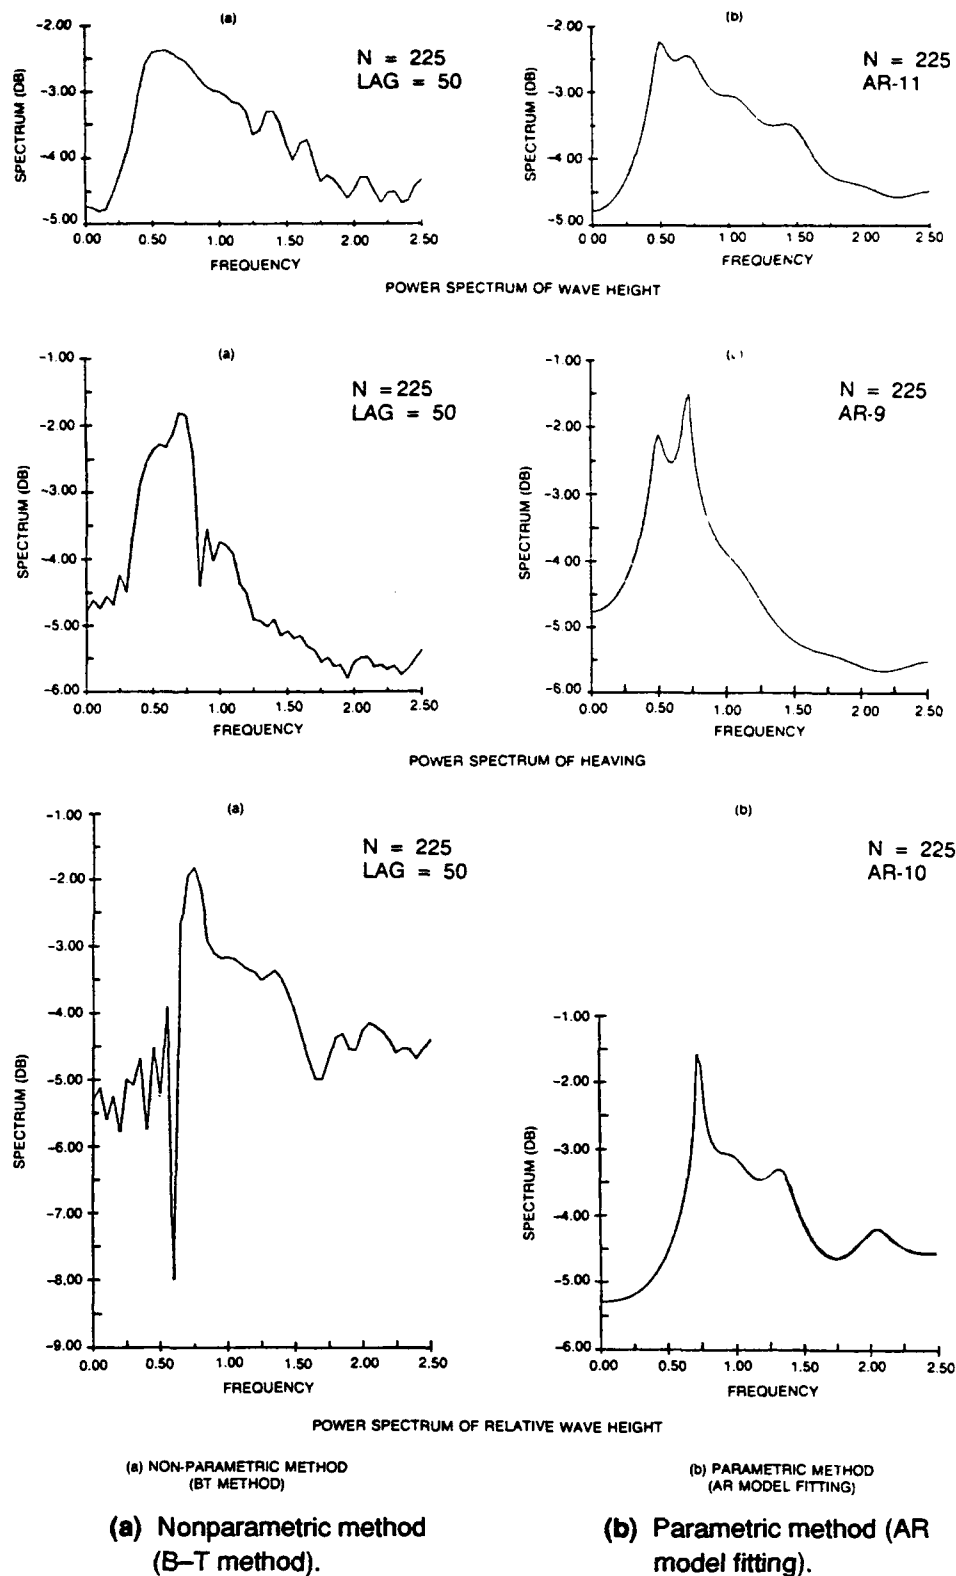 (a)
(b)
-2.00
-3.00
-4 00
-5.00
SPECTRUM (DB)
N = 225
LAG = 50
0.00 0.50 1.00 1.50 2.00 2.50
FREQUENCY
-2.00
-3.00
-4 00
-5 00
SPECTRUM (DB)
N = 225
AR-11
0 00 0.50 1 00 1.50 2 00 2 50
FREQUENCY
POWER SPECTRUM OF WAVE HEIGHT
(a)
-1.00
-2.00
-3.00
-4.00
-5.00
-6.00
SPECTRUM (DB)
N =225
LAG = 50
0.00 0.50 1.00 1.50 2.00 2.50
FREQUENCY
-1.00
-2.00
-3.00
-4 00
-5.00
-6.00
SPECTRUM (DB)
N = 225
AR-9
0.00 0.50 1.00 1.50 2.00 2.50
FREQUENCY
POWER SPECTRUM OF HEAVING
(a)
(b)
-1.00
-2.00
-3.00
-4.00
-5.00
-6.00
-7.00
-8.00
-9.00
SPECTRUM (DB)
N = 225
LAG = 50
0.00 0.50 1.00 1.50 2.00 2.50
FREQUENCY
N = 225
AR-10
-1.00
-2.00
-3.00
-4.00
-5.00
-6.00
SPECTRUM (DB)
0.00 0.50 1.00 1.50 2.00 2.50
FREQUENCY
POWER SPECTRUM OF RELATIVE WAVE HEIGHT
(a) NON-PARAMETRIC METHOD
(BT METHOD)
(b) PARAMETRIC METHOD
(AR MODEL FITTING)
(a) Nonparametric method
(B–T method).
(b) Parametric method (AR
model fitting).